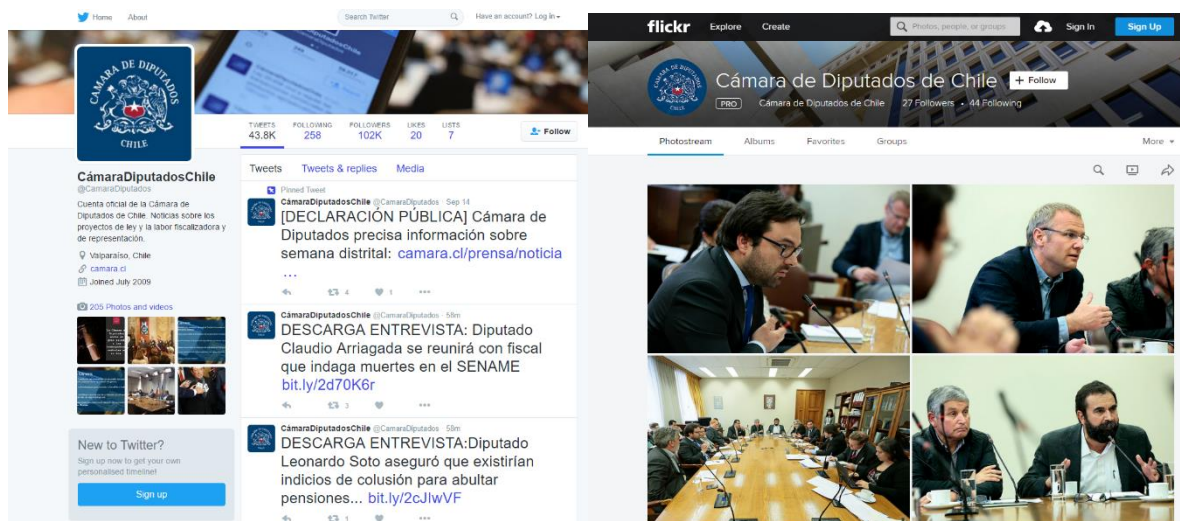 Home About
Search Twitter
Have an account? Log in
CAMARA DE DIPUTADOS
CHILE
TWEETS FOLLOWING FOLLOWERS LIKES LISTS
43.8K 258 102K 20 7
Follow
CámaraDiputadosChile
@CamaraDiputados
Cuenta oficial de la Cámara de
Diputados de Chile. Noticias sobre los
proyectos de ley y la labor fiscalizadora y
de representación.
Valparaíso, Chile
camara.cl
Joined July 2009
205 Photos and videos
New to Twitter?
Sign up now to get your own
personalised timeline!
Sign up
Tweets Tweets & replies Media
Pinned Tweet
CámaraDiputadosChile @CamaraDiputados · Sep 14
[DECLARACIÓN PÚBLICA] Cámara de
Diputados precisa información sobre
semana distrital: camara.cl/prensa/noticia
...
4 1
CámaraDiputadosChile @CamaraDiputados · 58m
DESCARGA ENTREVISTA: Diputado
Claudio Arriagada se reunirá con fiscal
que indaga muertes en el SENAME
bit.ly/2d70K6r
3
CámaraDiputadosChile @CamaraDiputados · 58m
DESCARGA ENTREVISTA:Diputado
Leonardo Soto aseguró que existirían
indicios de colusión para abultar
pensiones... bit.ly/2cJlwVF
1
flickr Explore Create
Photos, people, or groups
Sign In Sign Up
Cámara de Diputados de Chile + Follow
PRO Cámara de Diputados de Chile 27 Followers • 44 Following
Photostream Albums Favorites Groups More